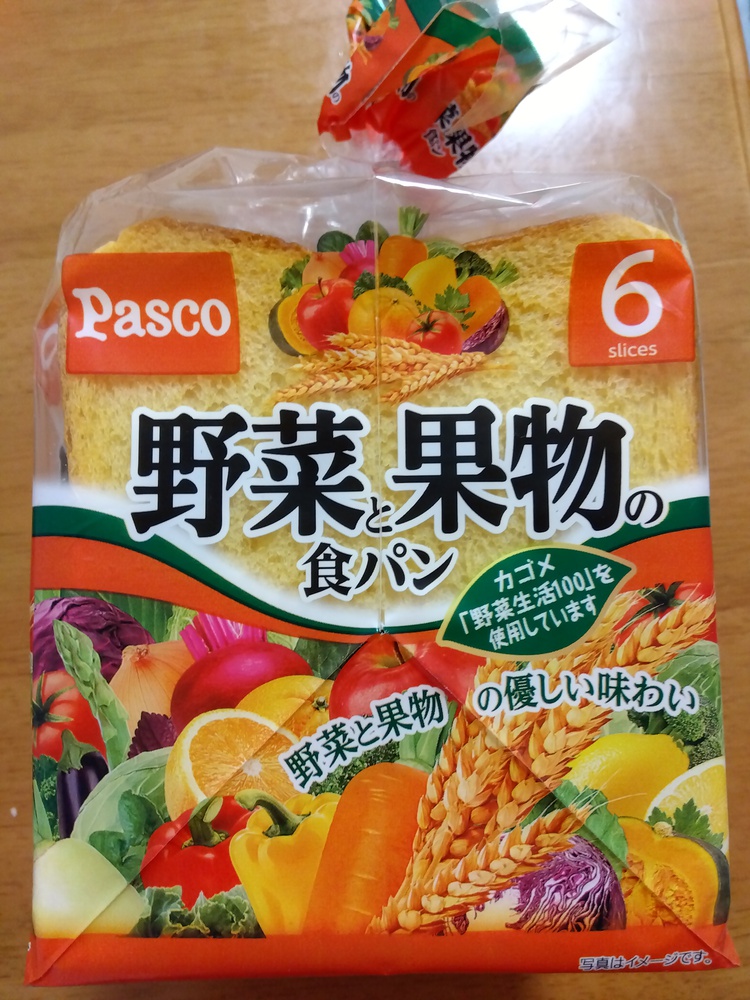 Pasco
6
slices
野菜と果物の
食パン
カゴメ
「野菜生活100」を
使用しています
野菜と果物の優しい味わい
写真はイメージです。